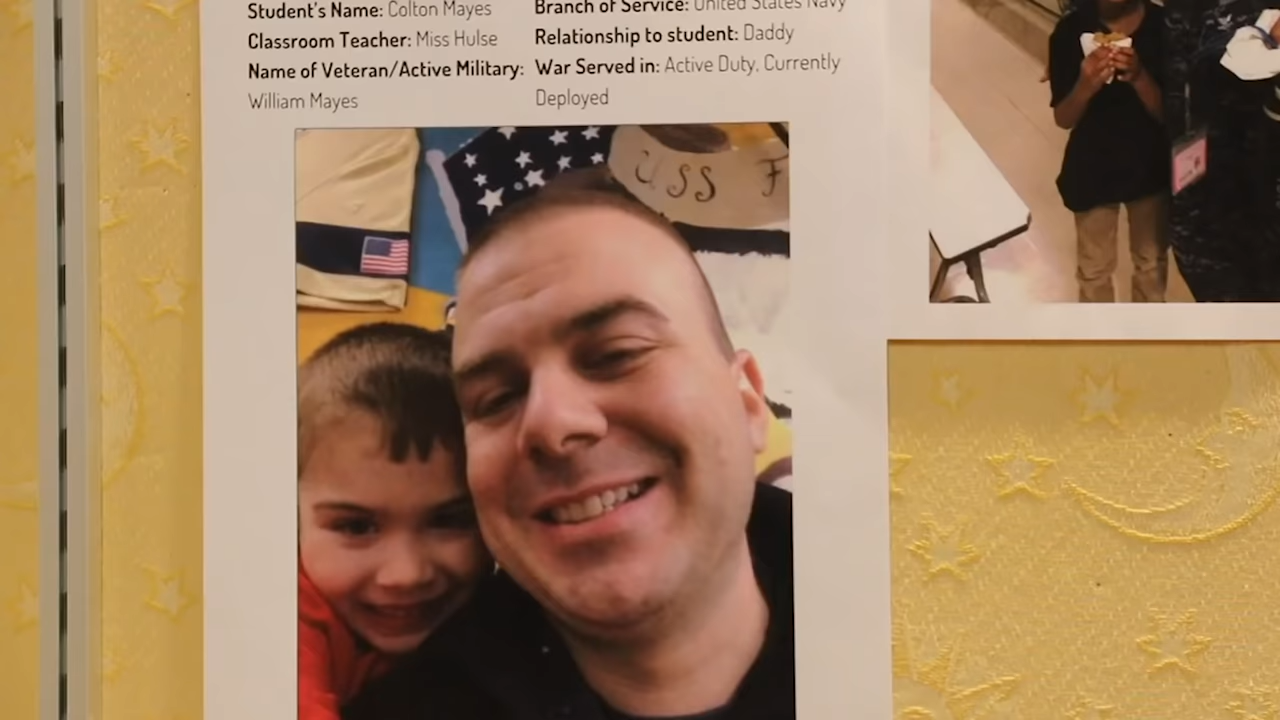 Student's Name: Colton Mayes
Classroom Teacher: Miss Hulse
Name of Veteran/Active Military:
William Mayes
Branch of Service: United States Navy
Relationship to student: Daddy
War Served in: Active Duty, Currently
Deployed
USS F